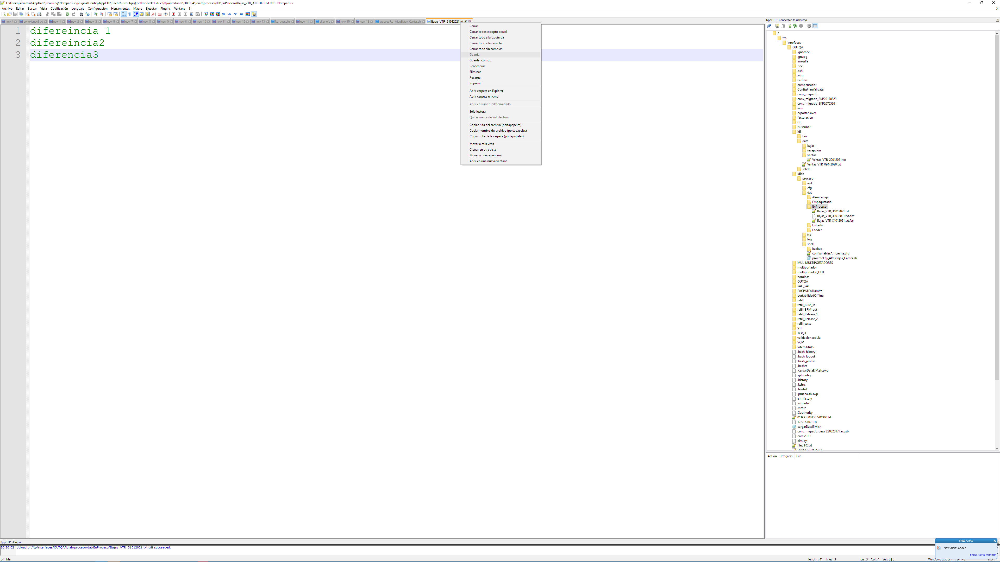 C:\Users\jsilvamar\AppData\Roaming\Notepad++\plugins\Config\NppFTP\Cache\usroutqa@pctlmdevelc1.vtr.cl\ftp\interfaces\OUTQA\ldiab\proceso\dat\EnProceso\Bajas_VTR_31012021.txt.diff - Notepad++
Archivo Editar Buscar Vista Codificación Lenguaje Configuración Herramientas Macro Ejecutar Plugins Ventana ? X
new 4 conexiones3.txt new 1 new 2 new 3 new 5 new 7 new 8 new 9 new 6 new 10 new 11 new 12 new 13 ftp_user.cfg new 14 altas.cfg new 15 new 16 procesoFtp_AltasBajas_Carrier.sh Bajas_VTR_31012021.txt.diff
1 difereincia 1
2 difereincia2
3 diferencia3
Cerrar
Cerrar todos excepto actual
Cerrar todo a la izquierda
Cerrar todo a la derecha
Cerrar todo sin cambios
Guardar
Guardar como...
Renombrar
Eliminar
Recargar
Imprimir
Abrir carpeta en Explorer
Abrir carpeta en cmd
Abrir en visor predeterminado
Sólo lectura
Quitar marca de Sólo lectura
Copiar ruta del archivo (portapapeles)
Copiar nombre del archivo (portapapeles)
Copiar ruta de la carpeta (portapapeles)
Mover a otra vista
Clonar en otra vista
Mover a nueva ventana
Abrir en una nueva ventana
NppFTP - Connected to usroutqa
/
ftp
interfaces
OUTQA
.gnome2
.gnupg
.mozilla
.sec
.ssh
.vim
carriers
compensador
ConfigPlanValidate
conv_migradb
conv_migradb_BKP20170823
conv_migradb_BKP2070526
eim
exportarllaver
facturacion
GL
lsuscriber
ldi
bin
data
bajas
recepcion
ventas
Ventas_VTR_20012021.txt
Ventas_VTR_09042020.txt
salida
ldiab
proceso
awk
cfg
dat
Almacenaje
Empaquetado
EnProceso
Bajas_VTR_31012021.txt
Bajas_VTR_31012021.txt.diff
Bajas_VTR_31012021.txt.ftp
Entrada
Loader
ftp
log
shell
backup
confVariablesAmbiente.cfg
procesoFtp_AltasBajas_Carrier.sh
MUL-MULTIPORTADORES
multiportador
multiportador_OLD
nominas
OUTQA
PAC_PAT
PACPATEnTramite
portabilidadOffline
refill
refill_BRM_in
refill_BRM_out
refill_Release_1
refill_Release_2
refill_tests
STI
Test_JF
validacioncedula
VCM
VitemTitulo
.bash_history
.bash_logout
.bash_profile
.bashrc
.cargarDataEIM.sh.swp
.gitconfig
.history
.kshrc
.lesshst
.prueba.sh.swp
.sh_history
.viminfo
.vimrc
.Xauthority
011COB001307201900.txt
172.17.102.190
cargarDataEIM.sh
conv_migradb_desa_23082017.tar.gzb
core.2919
eim.py
files_FC.txt
FORCOB_FILES.txt
Action Progress File
NppFTP - Output
20:20:02 Upload of /ftp/interfaces/OUTQA/ldiab/proceso/dat/EnProceso/Bajas_VTR_31012021.txt.diff succeeded.
New Alerts
New Alerts added
Show Alerts Monitor
Diff file length : 41 lines : 3 Ln : 3 Col : 1 Sel : 0 | 0